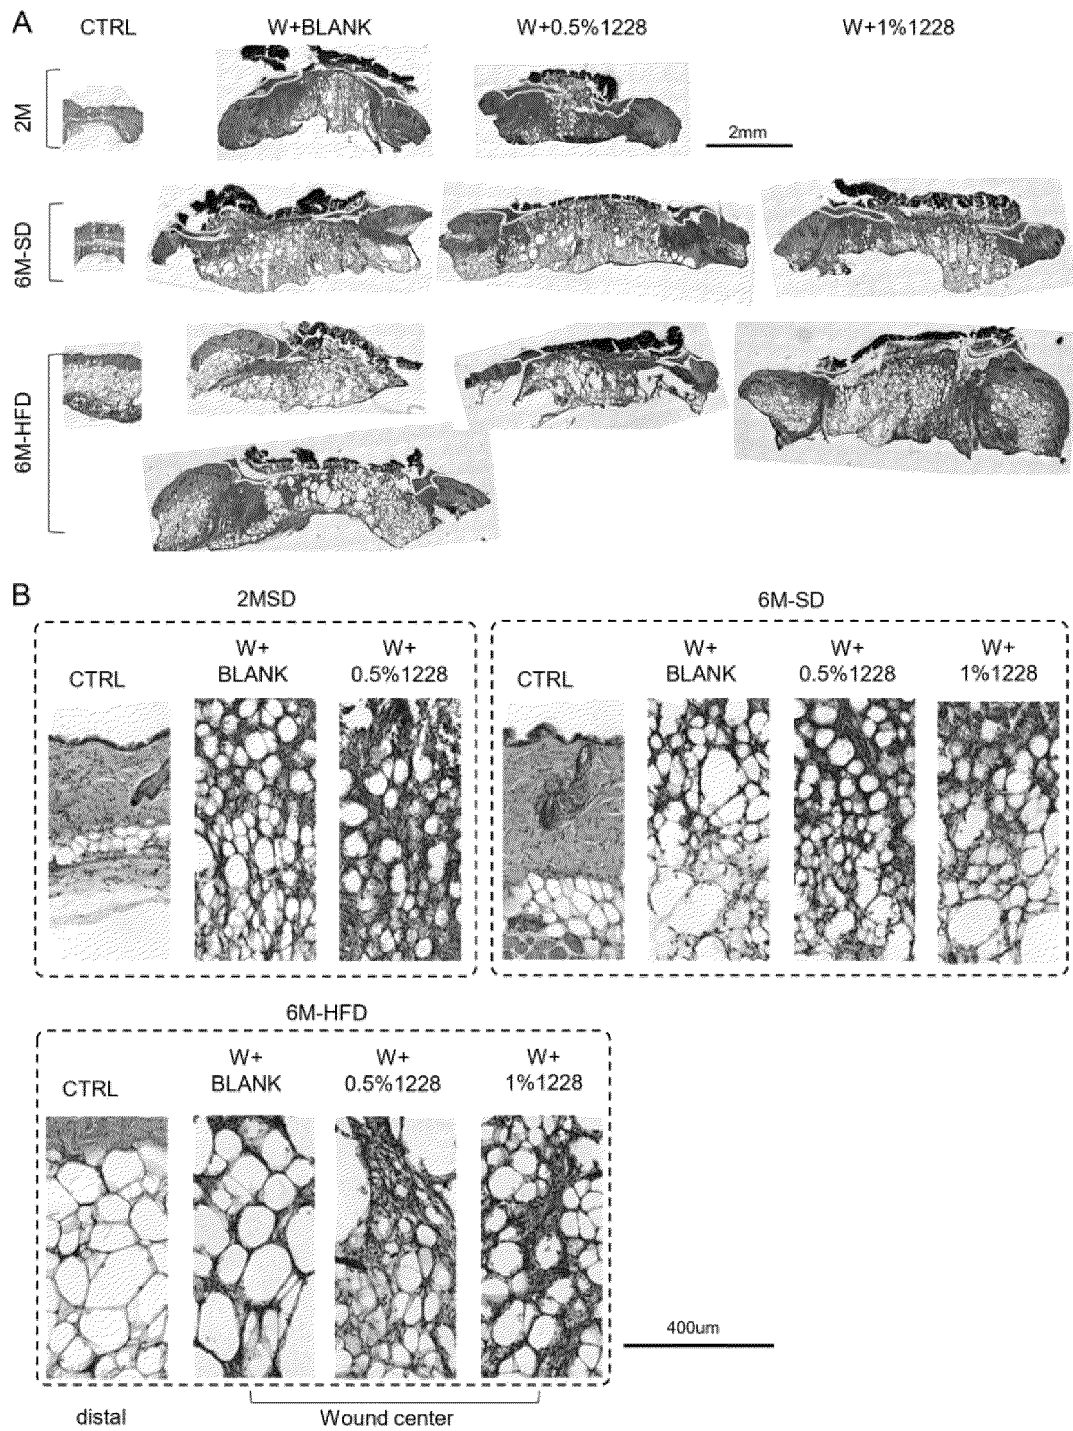 A
CTRL W+BLANK W+0.5%1228 W+1%1228
2M
2mm
6M-SD
6M-HFD
B
2MSD 6M-SD
CTRL W+ BLANK W+ 0.5%1228 CTRL W+ BLANK W+ 0.5%1228 W+ 1%1228
6M-HFD
CTRL W+ BLANK W+ 0.5%1228 W+ 1%1228
400um
distal Wound center